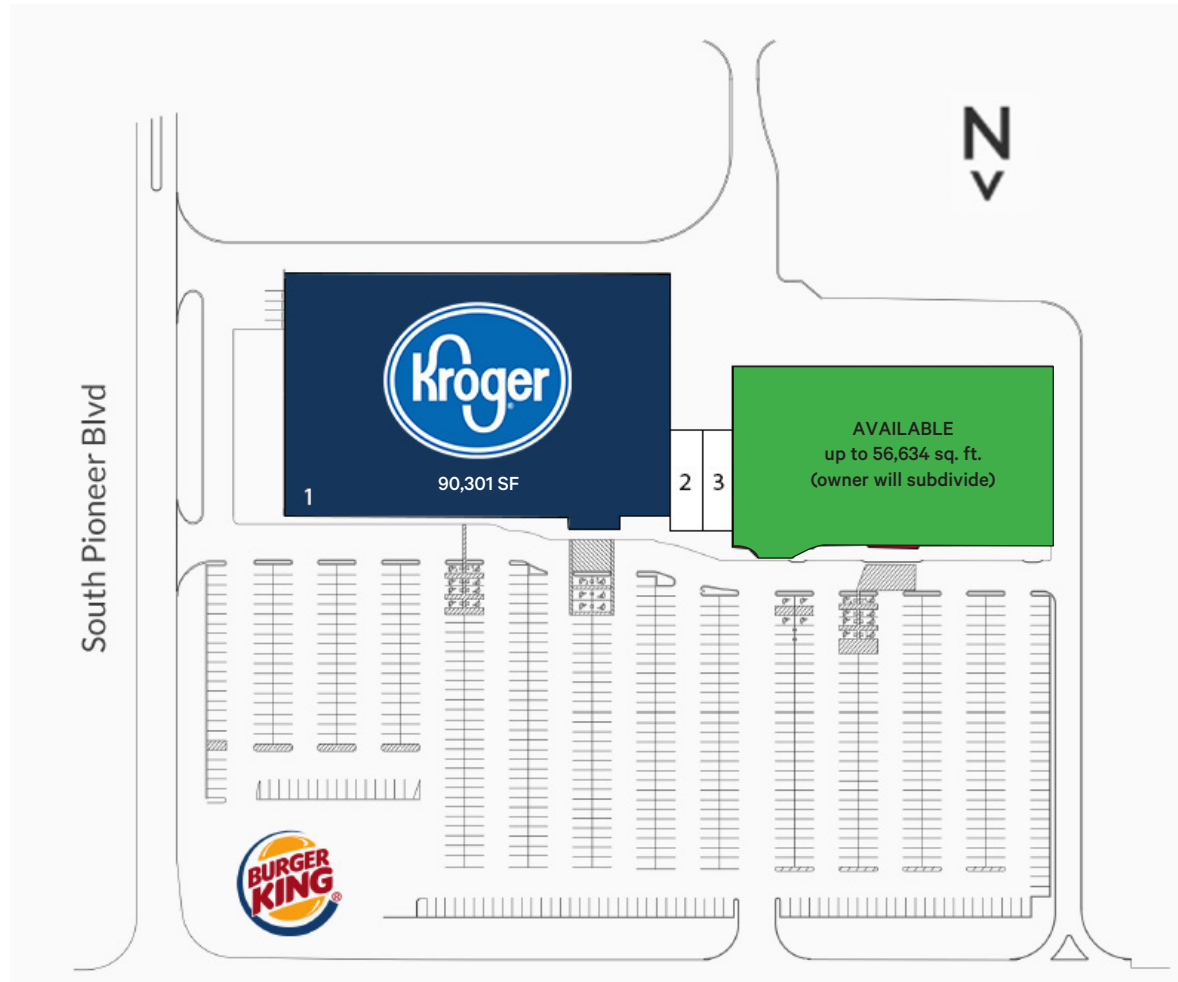 N
Kroger
90,301 SF
1
2
3
AVAILABLE
up to 56,634 sq. ft.
(owner will subdivide)
South Pioneer Blvd
BURGER
KING®